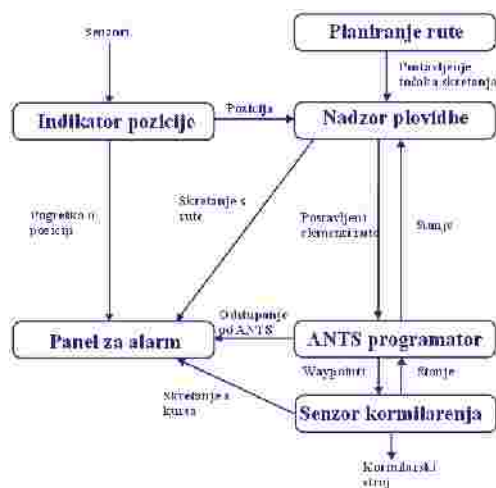 Senzori
Planiranje rute
Postavljenje
točaka skretanja
Indikator pozicije
Pozicija
Nadzor plovidbe
Pogreška u
poziciji
Skretanje s
rute
Postavljeni
elementi rute
Stanje
Odstupanje
od ANTS
Panel za alarm
ANTS programator
Waypointi
Stanje
Skretanje s
kursa
Senzor kormilarenja
Kormilarski
stroj